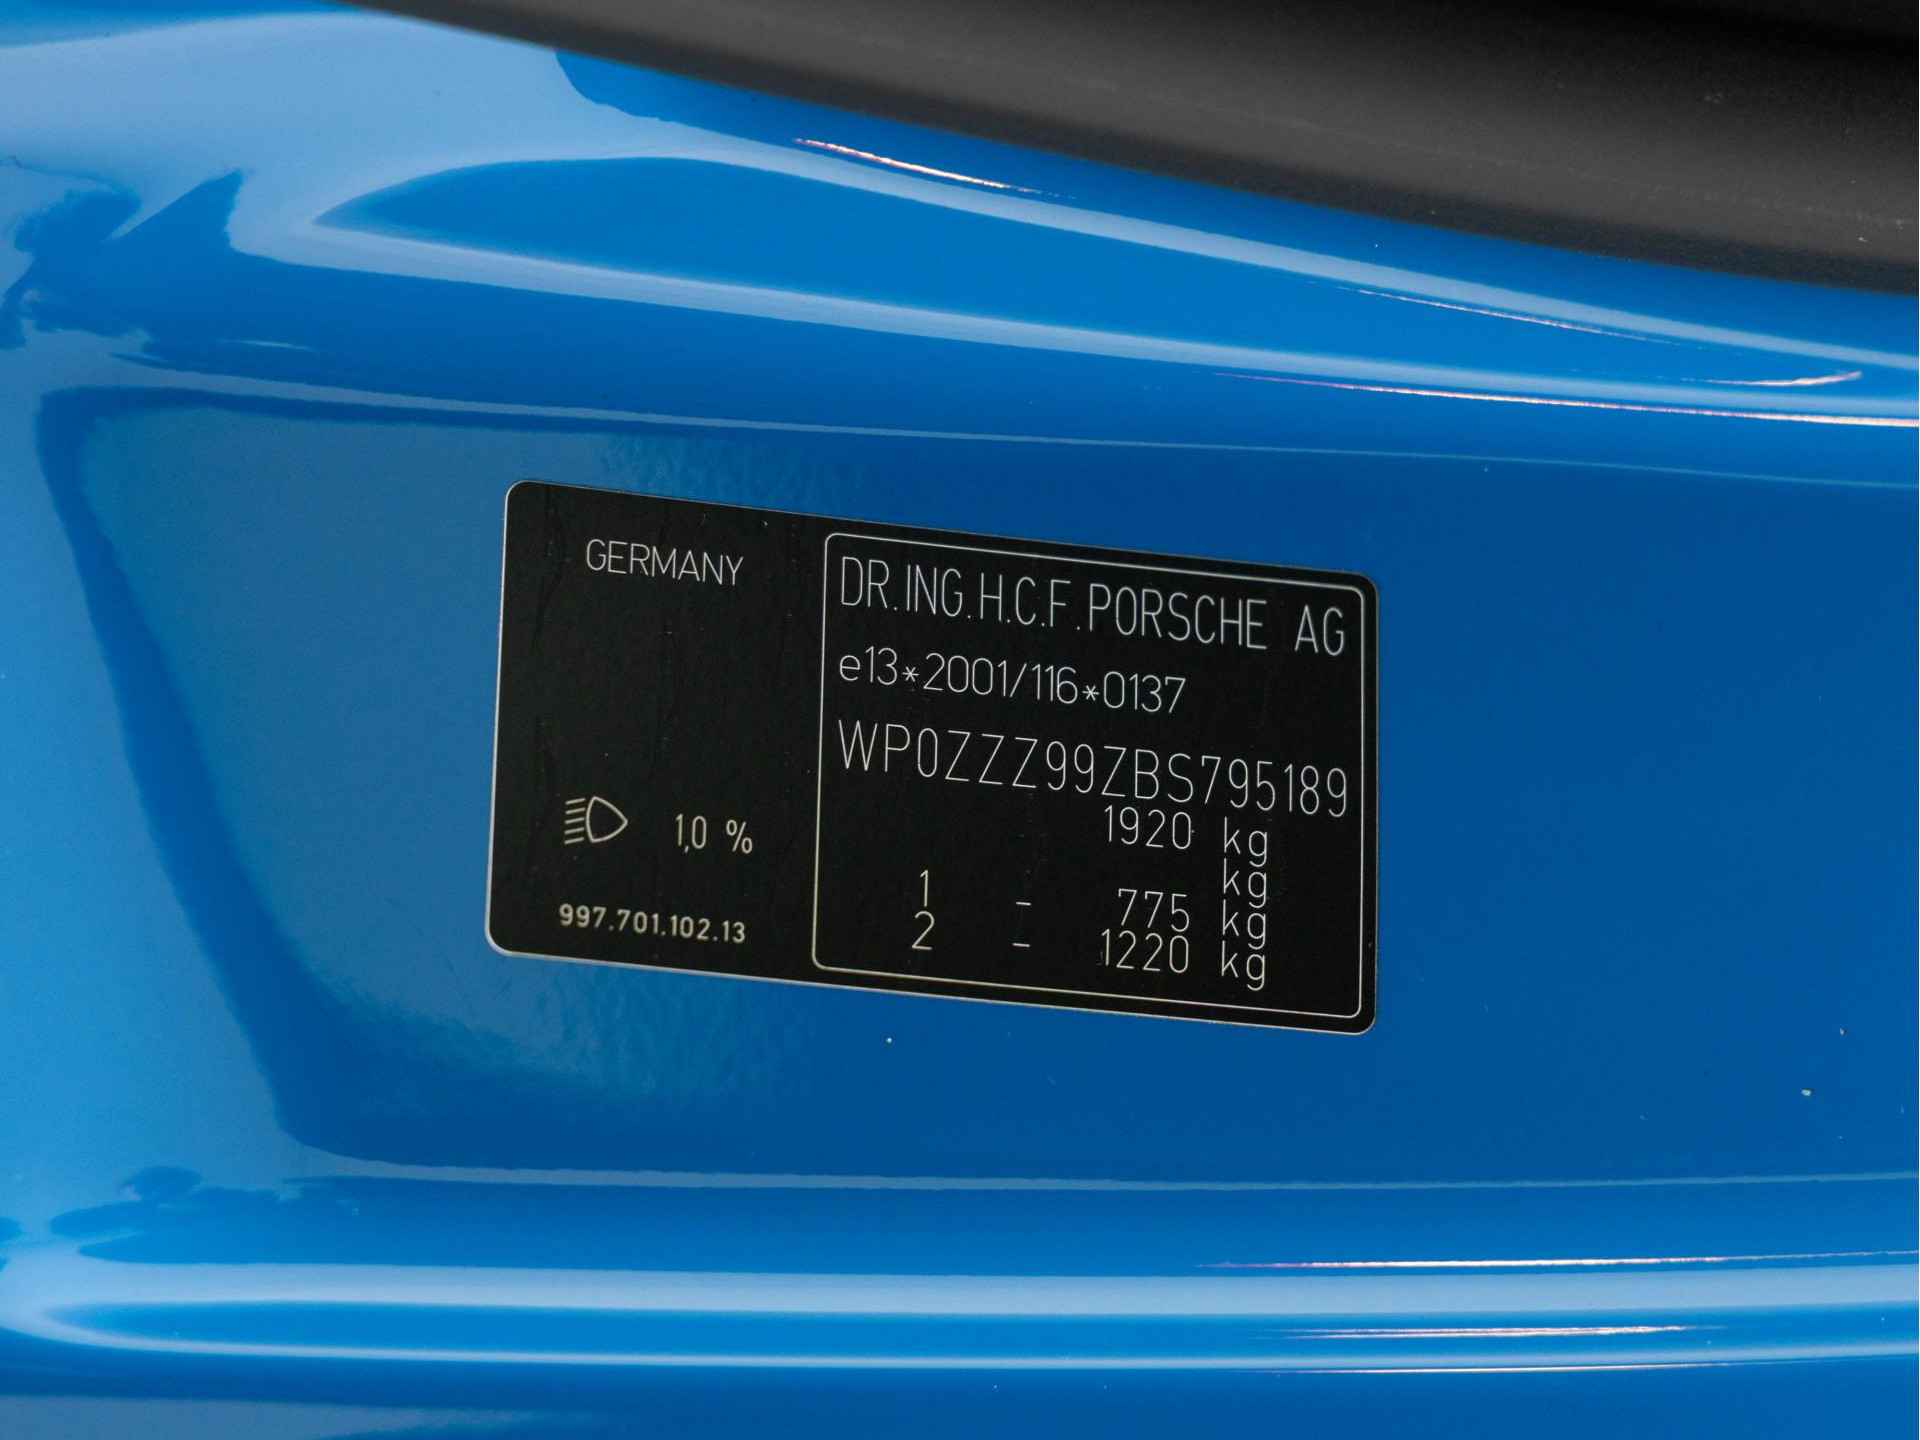 GERMANY
1,0 %
997.701.102.13
DR.ING.H.C.F.PORSCHE AG
e13*2001/116*0137
WP0ZZZ99ZBS795189
1920 kg
kg
1 - 775 kg
2 - 1220 kg